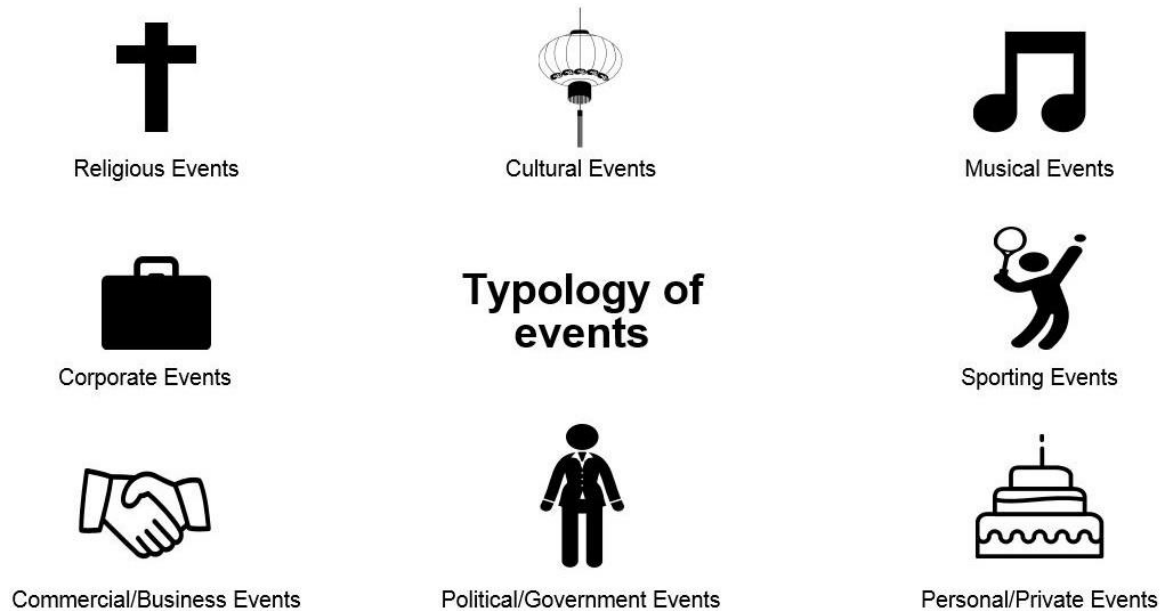 Religious Events
Cultural Events
Musical Events
Corporate Events
Typology of
events
Sporting Events
Commercial/Business Events
Political/Government Events
Personal/Private Events